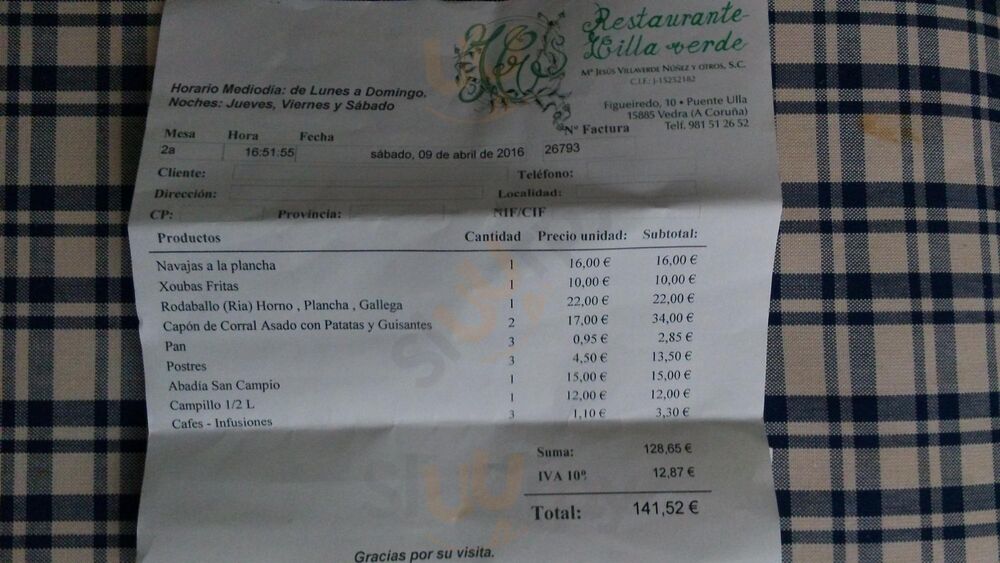 Restaurante
Villa verde
Mª JESÚS VILLAVERDE NÚÑEZ Y OTROS, S.C.
C.I.F.: J-15252182
Horario Mediodía: de Lunes a Domingo.
Noches: Jueves, Viernes y Sábado
Figueiredo, 10 • Puente Ulla
15885 Vedra (A Coruña)
Telf. 981 51 26 52
Mesa Hora Fecha Nº Factura
2a 16:51:55 sábado, 09 de abril de 2016 26793
Cliente: Teléfono:
Dirección: Localidad:
CP: Provincia: NIF/CIF
Productos Cantidad Precio unidad: Subtotal:
Navajas a la plancha 1 16,00 € 16,00 €
Xoubas Fritas 1 10,00 € 10,00 €
Rodaballo (Ria) Horno , Plancha , Gallega 1 22,00 € 22,00 €
Capón de Corral Asado con Patatas y Guisantes 2 17,00 € 34,00 €
Pan 3 0,95 € 2,85 €
Postres 3 4,50 € 13,50 €
Abadía San Campio 1 15,00 € 15,00 €
Campillo 1/2 L 1 12,00 € 12,00 €
Cafes - Infusiones 3 1,10 € 3,30 €
Suma: 128,65 €
IVA 10% 12,87 €
Total: 141,52 €
Gracias por su visita.